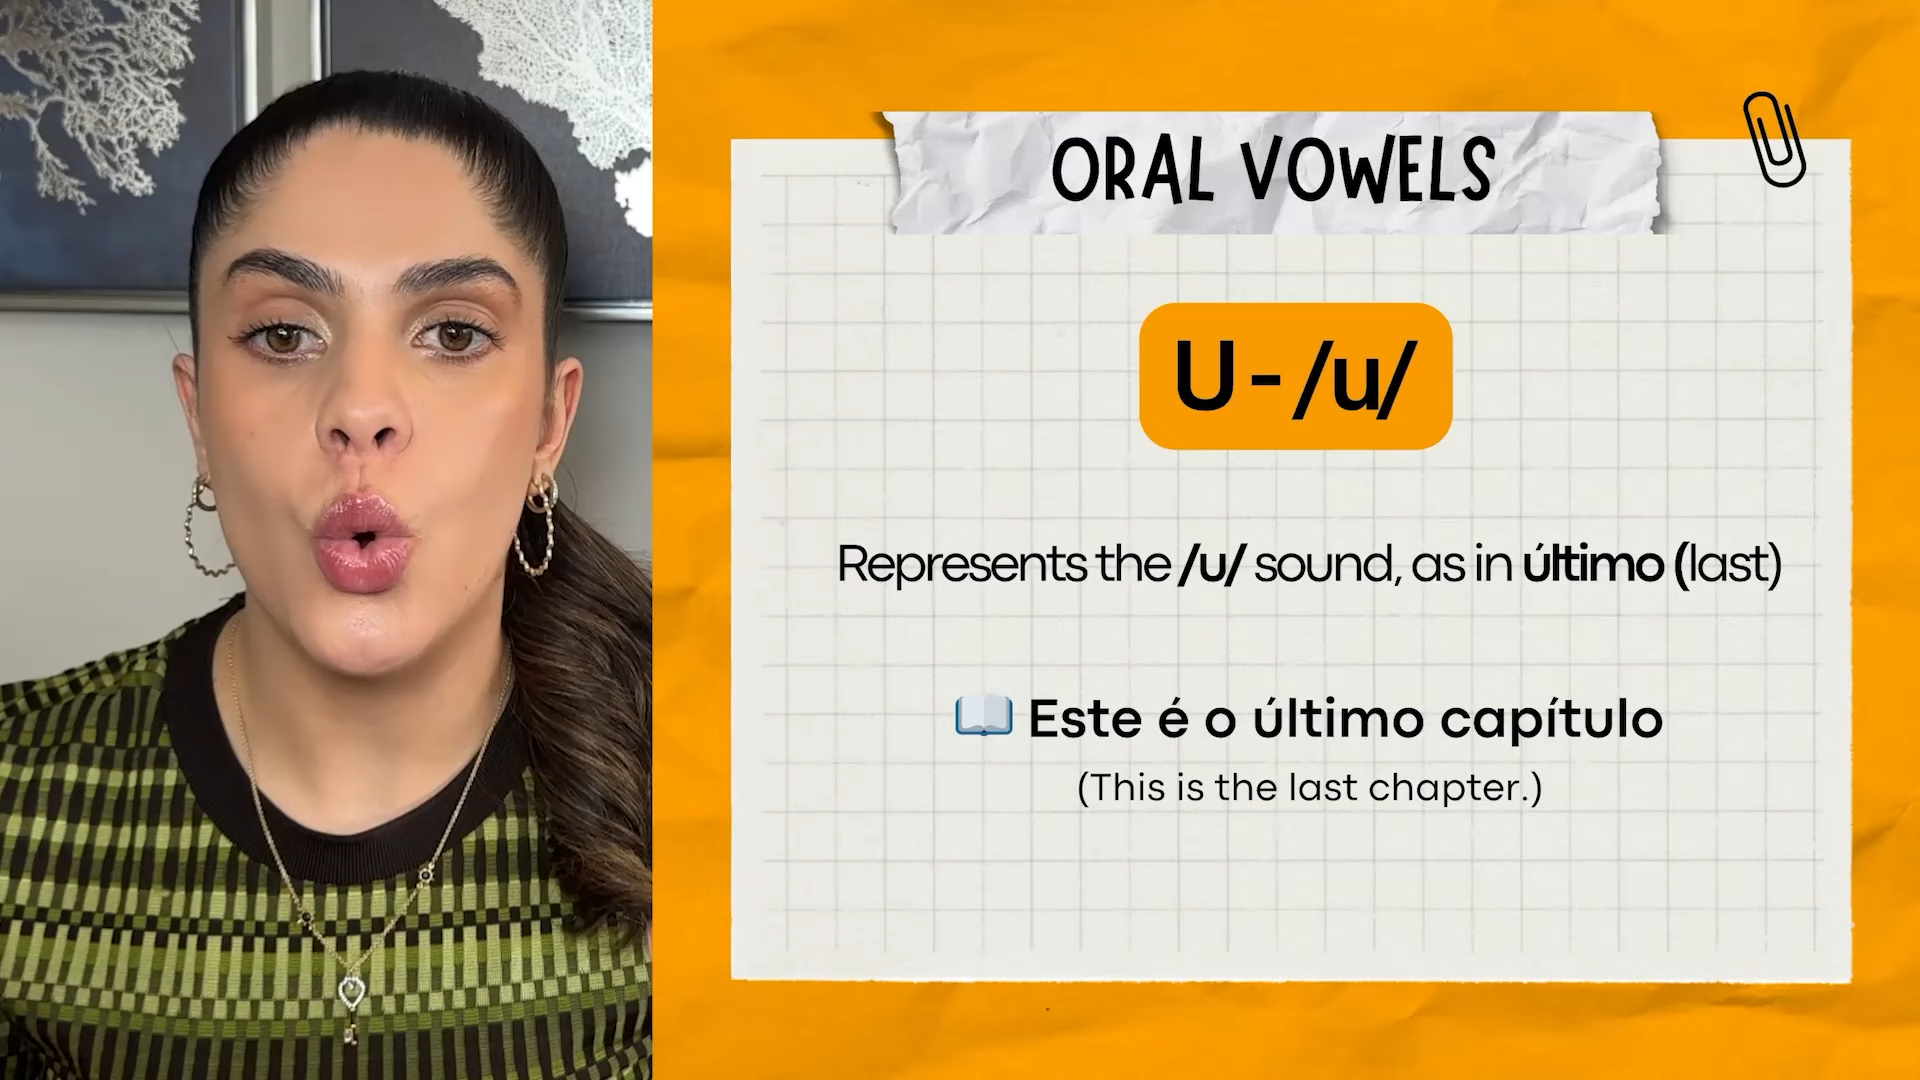 ORAL VOWELS
U - /u/
Represents the /u/ sound, as in último (last)
Este é o último capítulo
(This is the last chapter.)